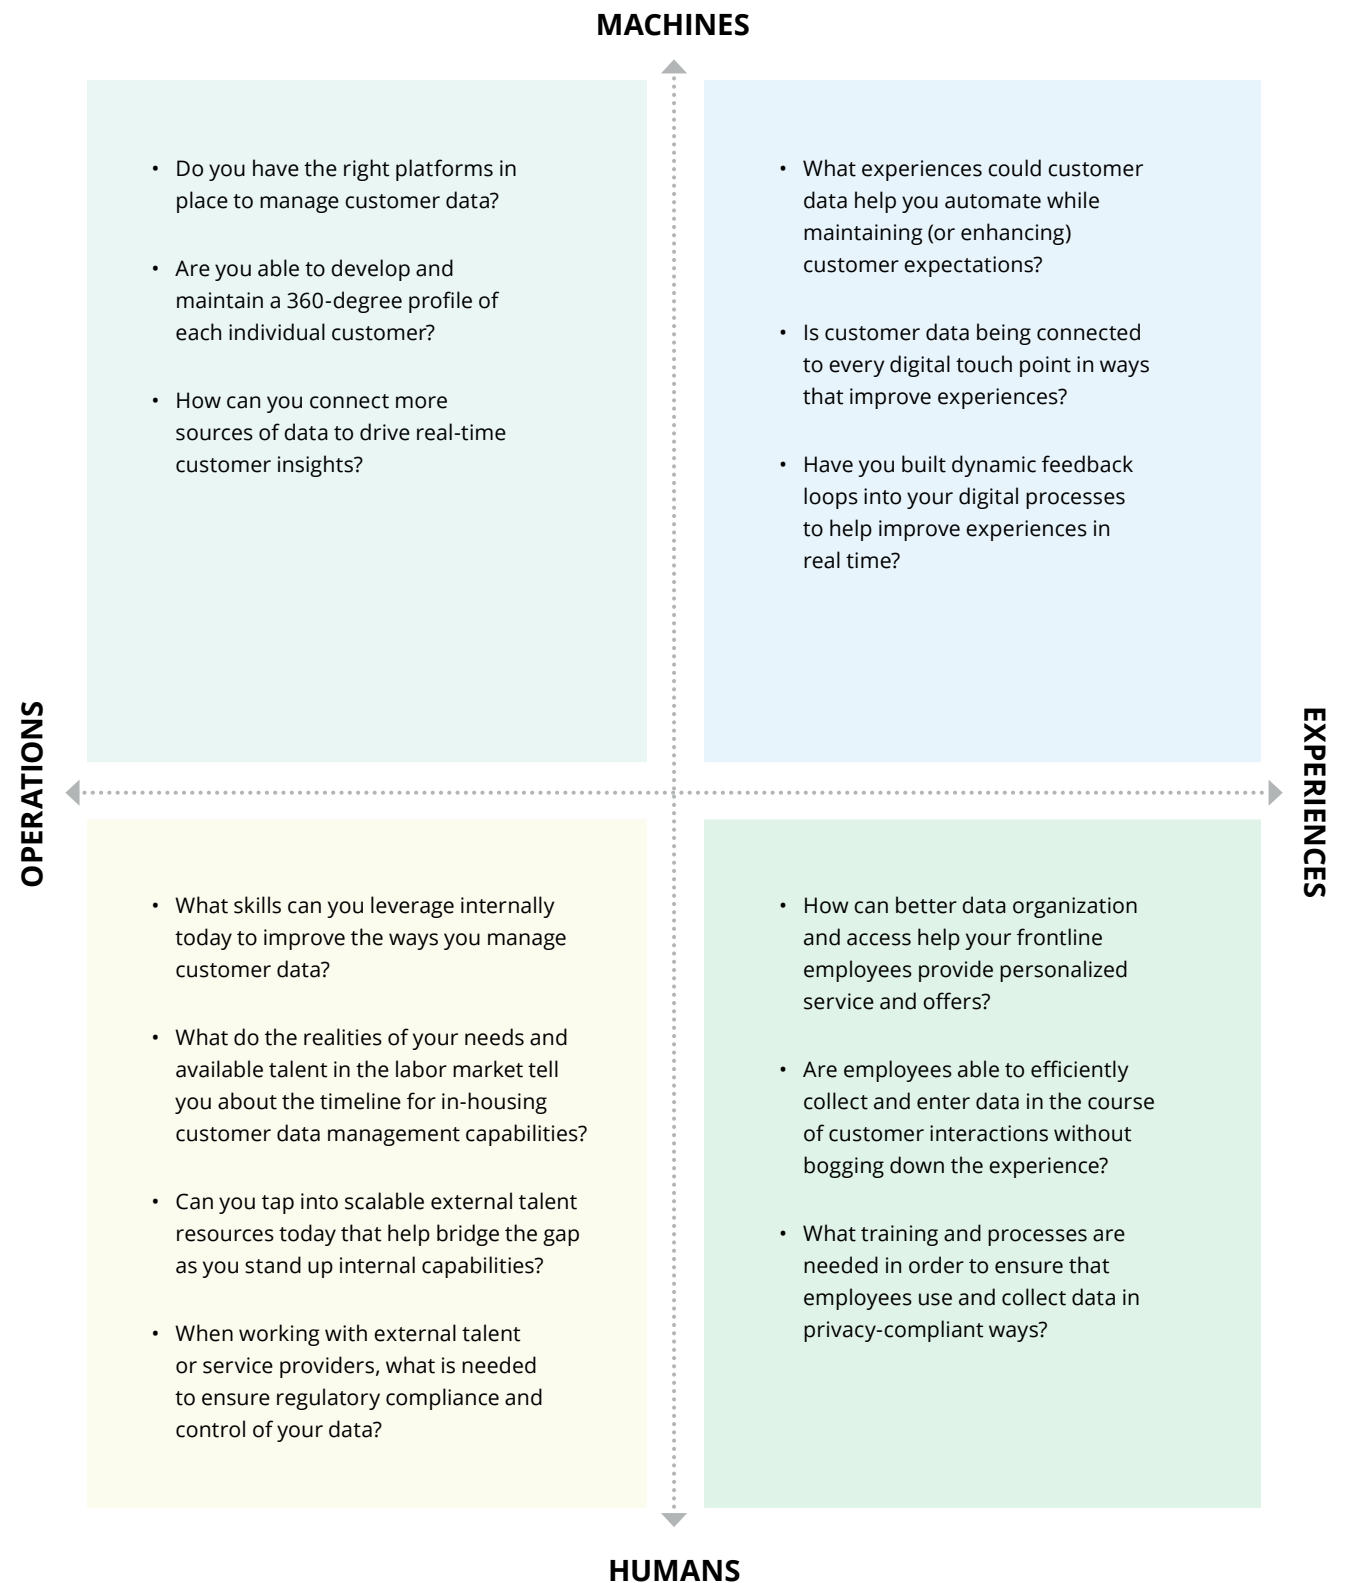 MACHINES
• Do you have the right platforms in
place to manage customer data?
• Are you able to develop and
maintain a 360-degree profile of
each individual customer?
• How can you connect more
sources of data to drive real-time
customer insights?
• What experiences could customer
data help you automate while
maintaining (or enhancing)
customer expectations?
• Is customer data being connected
to every digital touch point in ways
that improve experiences?
• Have you built dynamic feedback
loops into your digital processes
to help improve experiences in
real time?
OPERATIONS
EXPERIENCES
• What skills can you leverage internally
today to improve the ways you manage
customer data?
• What do the realities of your needs and
available talent in the labor market tell
you about the timeline for in-housing
customer data management capabilities?
• Can you tap into scalable external talent
resources today that help bridge the gap
as you stand up internal capabilities?
• When working with external talent
or service providers, what is needed
to ensure regulatory compliance and
control of your data?
• How can better data organization
and access help your frontline
employees provide personalized
service and offers?
• Are employees able to efficiently
collect and enter data in the course
of customer interactions without
bogging down the experience?
• What training and processes are
needed in order to ensure that
employees use and collect data in
privacy-compliant ways?
HUMANS